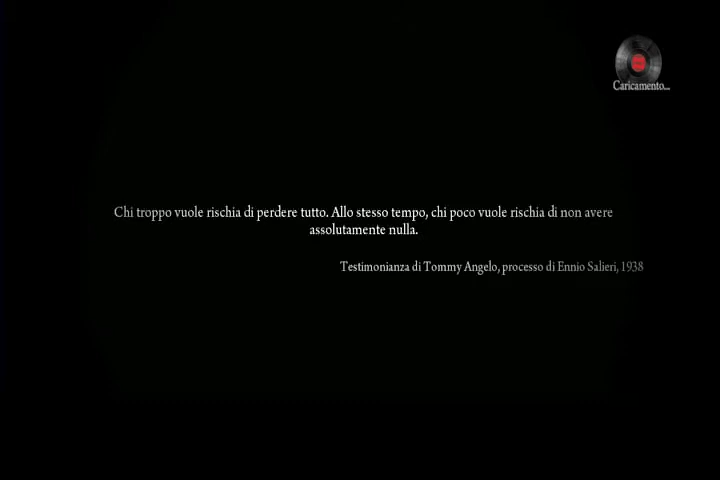 Caricamento...
Chi troppo vuole rischia di perdere tutto. Allo stesso tempo, chi poco vuole rischia di non avere
assolutamente nulla.
Testimonianza di Tommy Angelo, processo di Ennio Salieri, 1938